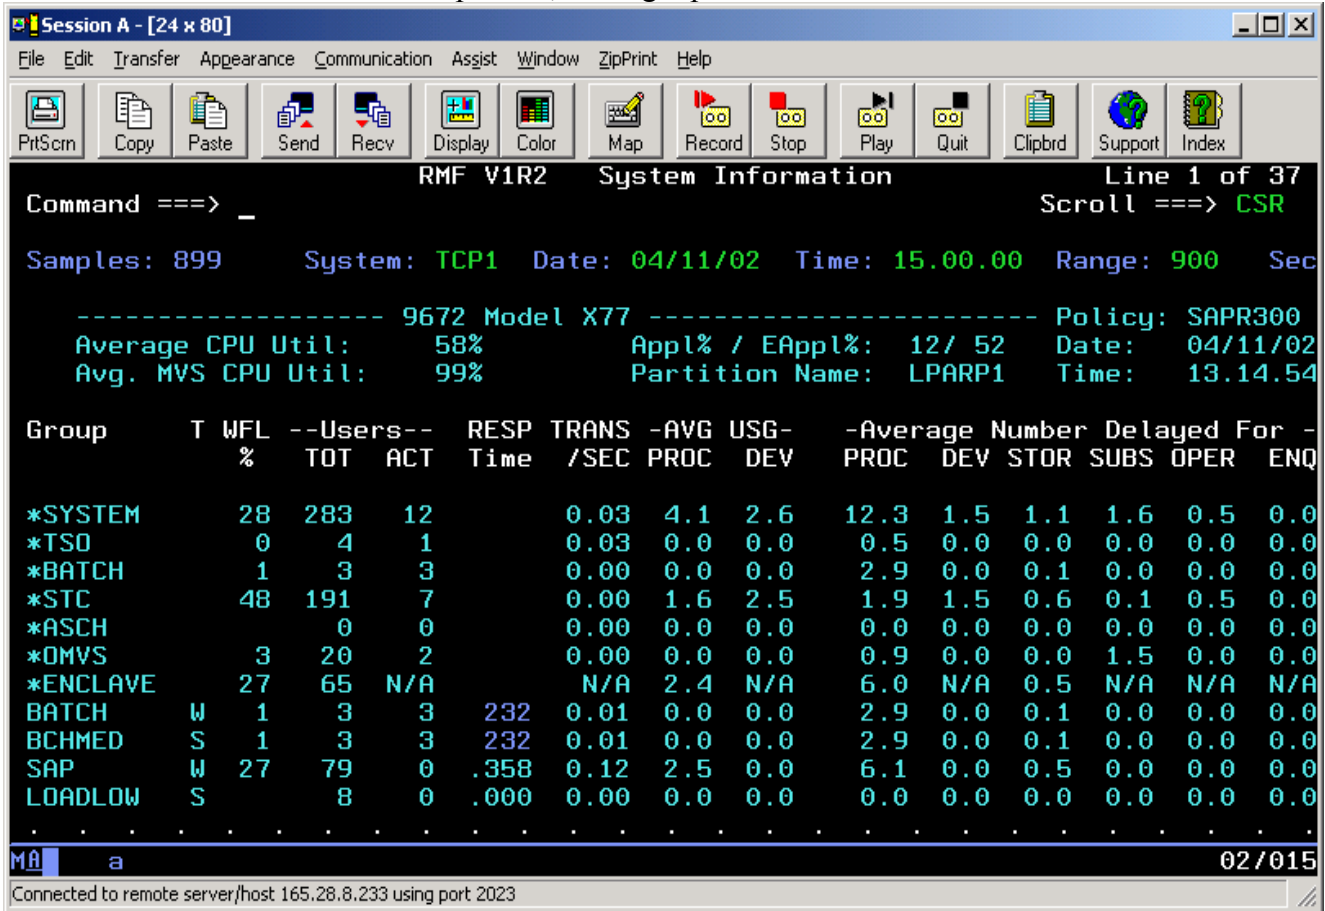 Session A - [24 x 80]
File Edit Transfer Appearance Communication Assist Window ZipPrint Help
PrtScrn Copy Paste Send Recv Display Color Map Record Stop Play Quit Clipbrd Support Index
RMF V1R2 System Information Line 1 of 37
Command ===> _ Scroll ===> CSR
Samples: 899 System: TCP1 Date: 04/11/02 Time: 15.00.00 Range: 900 Sec
-------------------- 9672 Model X77 ------------------------ Policy: SAPR300
Average CPU Util: 58% Appl% / EAppl%: 12/ 52 Date: 04/11/02
Avg. MVS CPU Util: 99% Partition Name: LPARP1 Time: 13.14.54
Group T WFL --Users-- RESP TRANS -AVG USG- -Average Number Delayed For -
% TOT ACT Time /SEC PROC DEV PROC DEV STOR SUBS OPER ENQ
*SYSTEM 28 283 12 0.03 4.1 2.6 12.3 1.5 1.1 1.6 0.5 0.0
*TSO 0 4 1 0.03 0.0 0.0 0.5 0.0 0.0 0.0 0.0 0.0
*BATCH 1 3 3 0.00 0.0 0.0 2.9 0.0 0.1 0.0 0.0 0.0
*STC 48 191 7 0.00 1.6 2.5 1.9 1.5 0.6 0.1 0.5 0.0
*ASCH 0 0 0.00 0.0 0.0 0.0 0.0 0.0 0.0 0.0 0.0
*OMVS 3 20 2 0.00 0.0 0.0 0.9 0.0 0.0 1.5 0.0 0.0
*ENCLAVE 27 65 N/A N/A 2.4 N/A 6.0 N/A 0.5 N/A N/A N/A
BATCH W 1 3 3 232 0.01 0.0 0.0 2.9 0.0 0.1 0.0 0.0 0.0
BCHMED S 1 3 3 232 0.01 0.0 0.0 2.9 0.0 0.1 0.0 0.0 0.0
SAP W 27 79 0 .358 0.12 2.5 0.0 6.1 0.0 0.5 0.0 0.0 0.0
LOADLOW S 8 0 .000 0.00 0.0 0.0 0.0 0.0 0.0 0.0 0.0 0.0
. . . . . . . . . . . . . . . . . . . . . . . . . . .
MA a 02/015
Connected to remote server/host 165.28.8.233 using port 2023